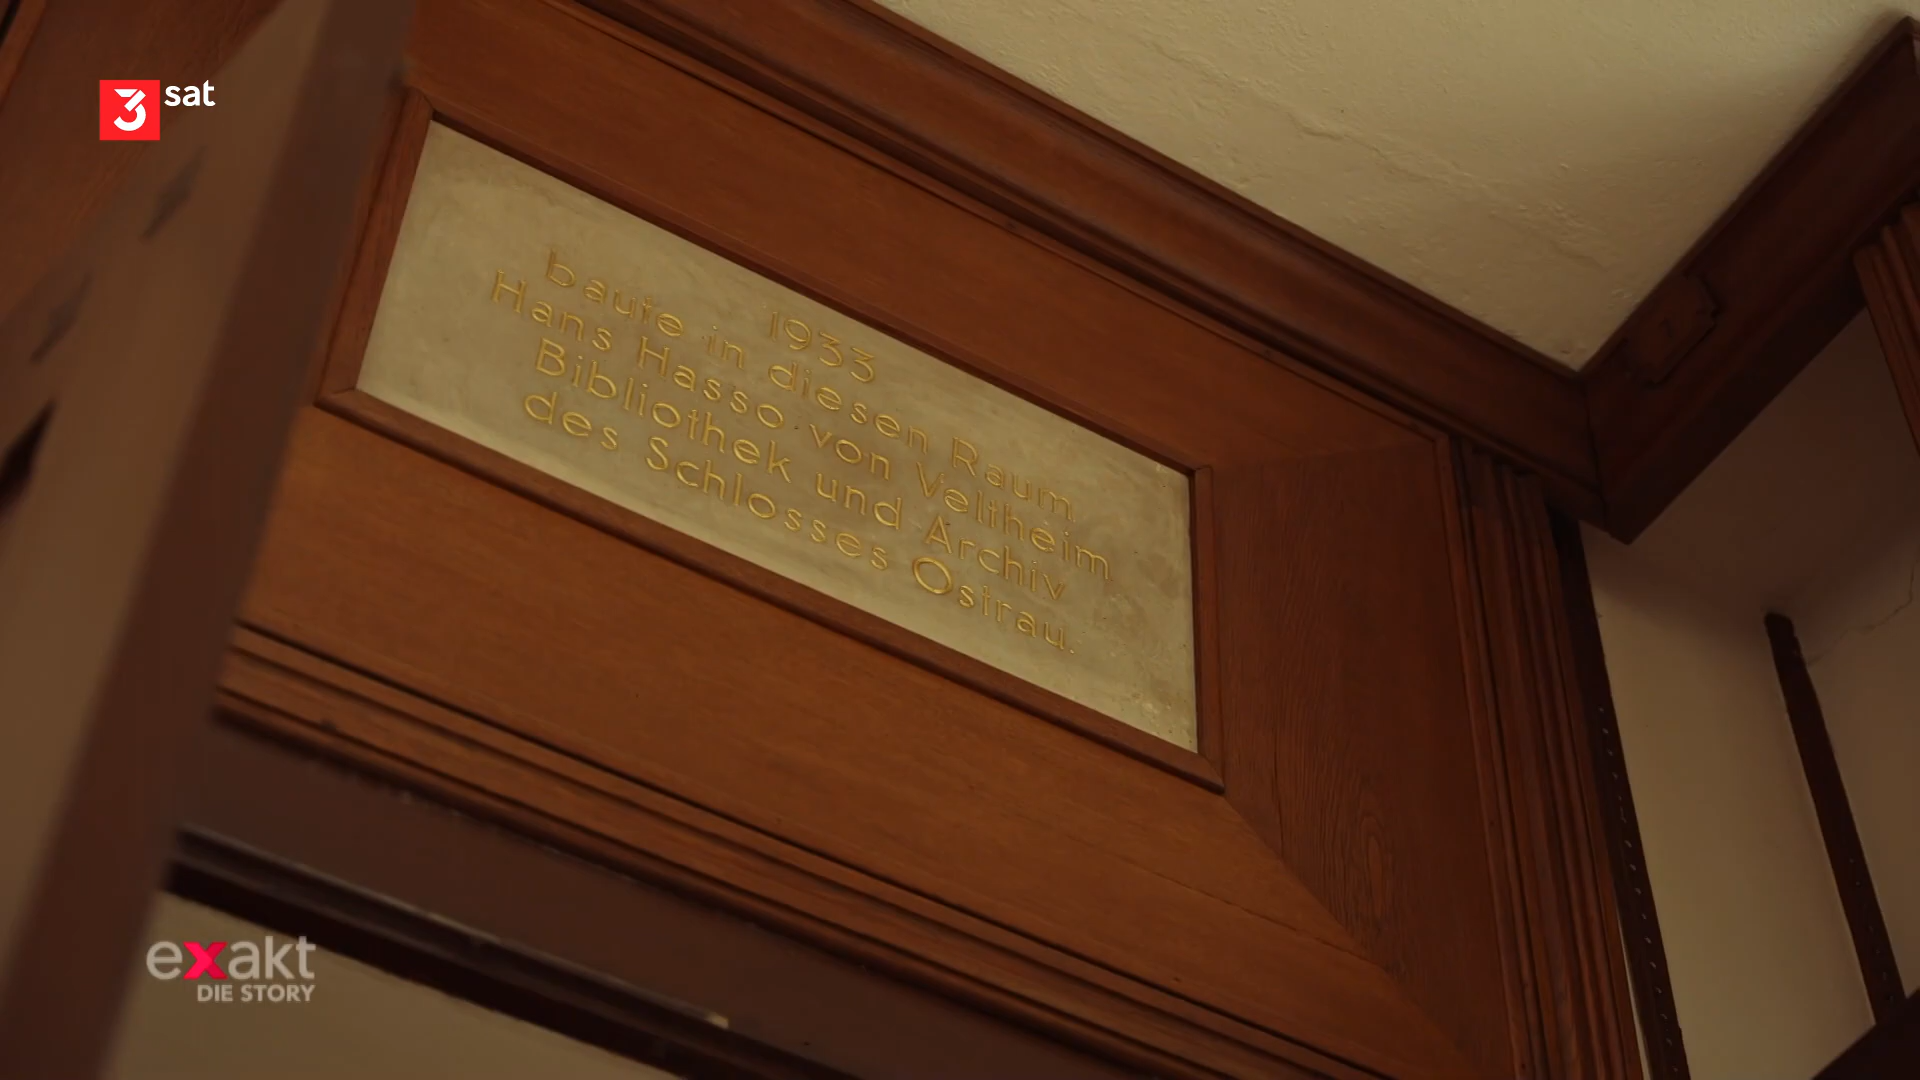 3sat
1933
baute in diesen Raum
Hans Hasso von Veltheim
Bibliothek und Archiv
des Schlosses Ostrau.
exakt
DIE STORY